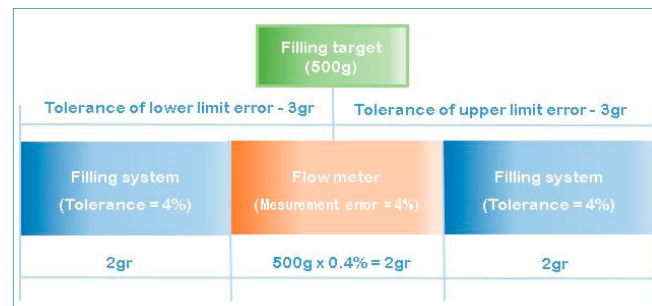 Filling target
(500g)
Tolerance of lower limit error - 3gr
Tolerance of upper limit error - 3gr
Filling system
(Tolerance = 4%)
Flow meter
(Mesurement error = 4%)
Filling system
(Tolerance = 4%)
2gr
500g x 0.4% = 2gr
2gr